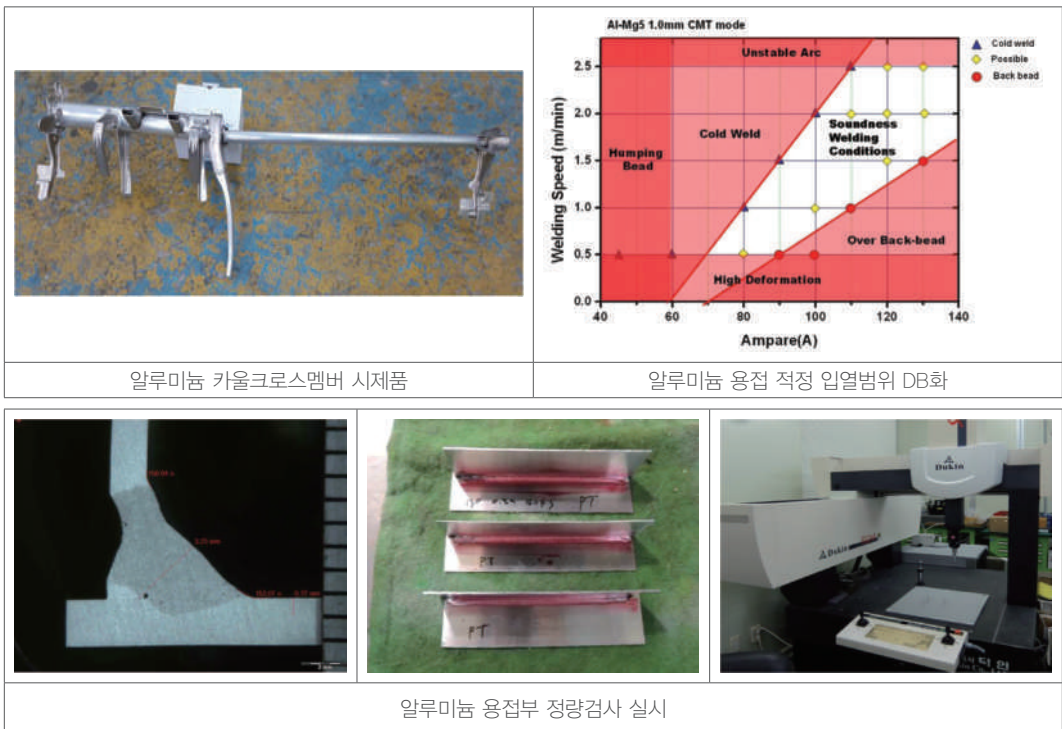 Al-Mg5 1.0mm CMT mode
Unstable Arc
Cold weld
Possible
Back bead
2.5
2.0
1.5
1.0
0.5
0.0
Welding Speed (m/min)
Humping
Bead
Cold Weld
Soundness
Welding
Conditions
Over Back-bead
High Deformation
40
60
80
100
120
140
Ampare(A)
알루미늄 카울크로스멤버 시제품
알루미늄 용접 적정 입열범위 DB화
PT
PT
PT
Dukin
Dukin
알루미늄 용접부 정량검사 실시